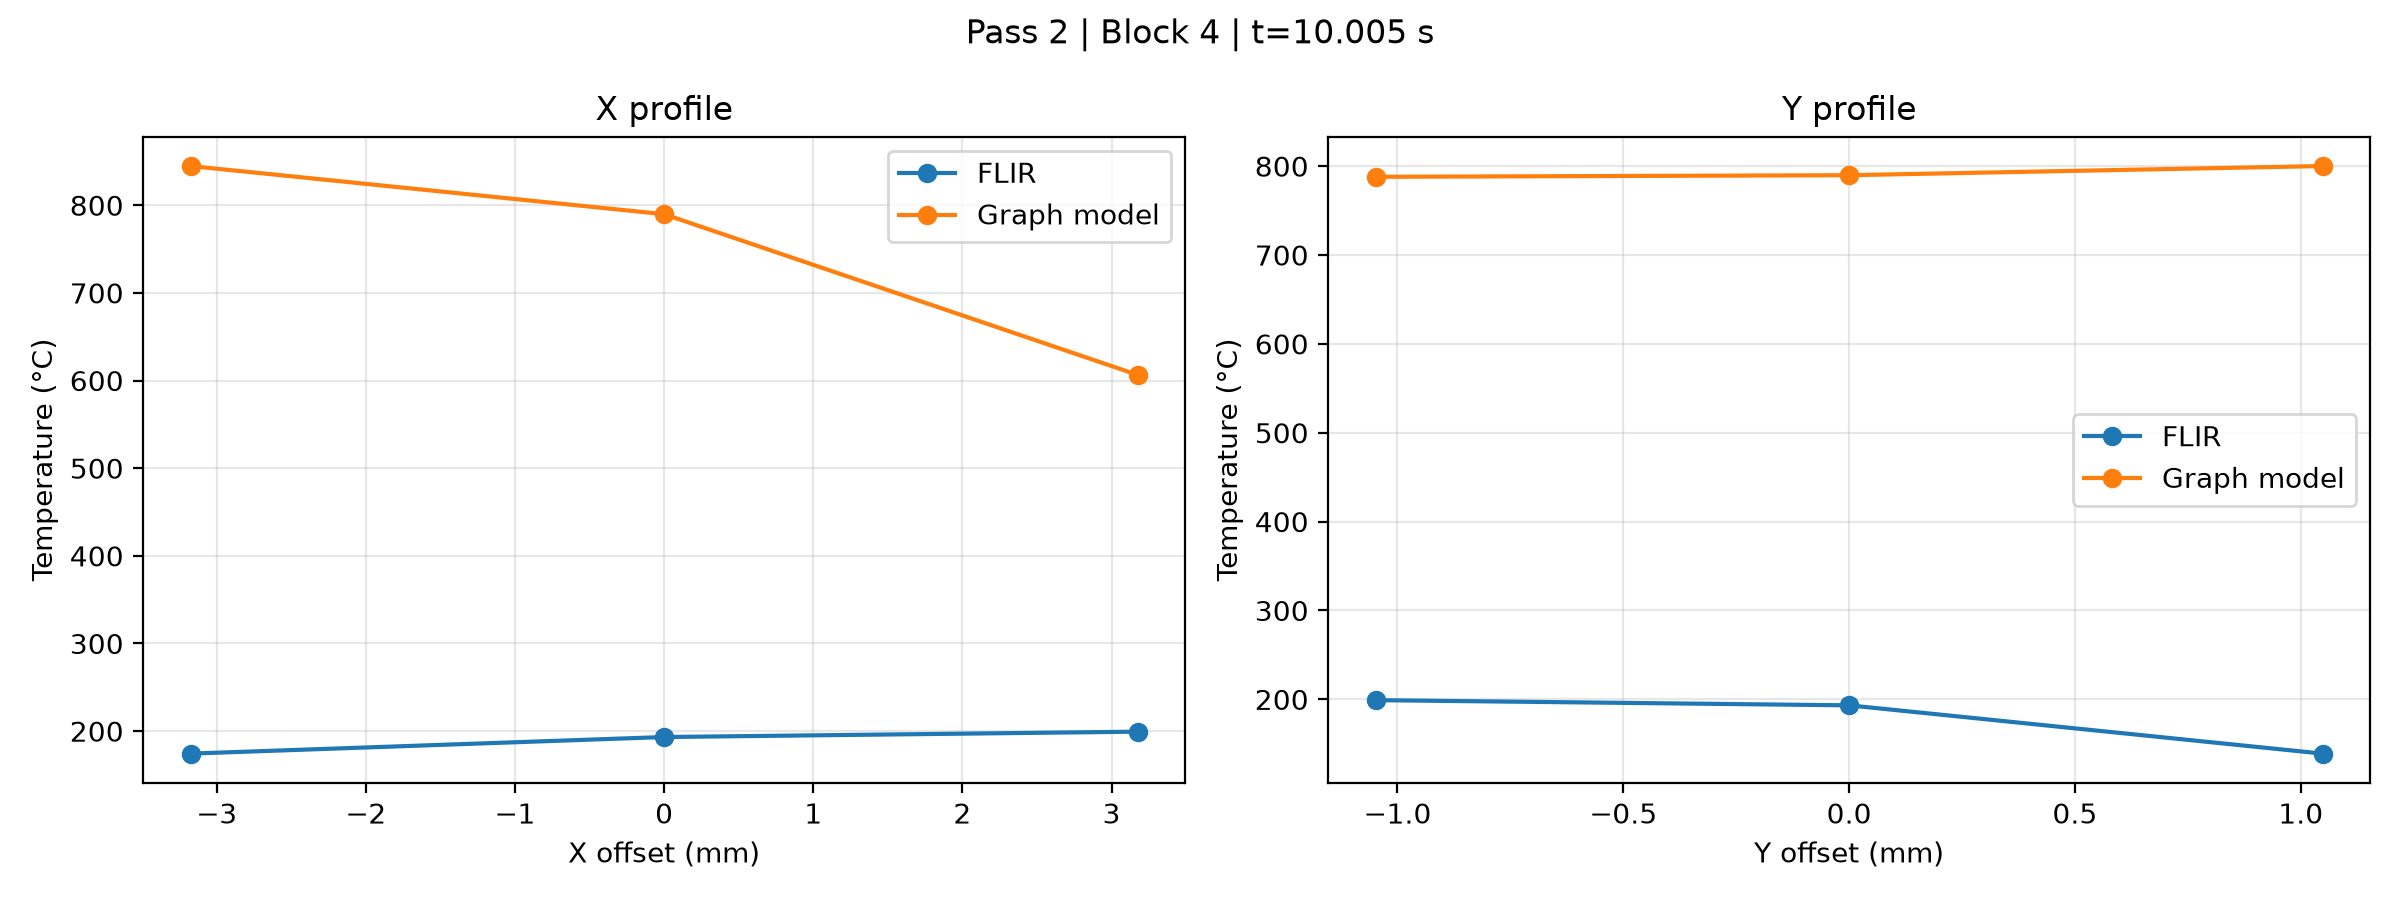 Pass 2 | Block 4 | t=10.005 s
X profile
FLIR
Graph model
800
700
600
500
400
300
200
Temperature (°C)
−3
−2
−1
0
1
2
3
X offset (mm)
Y profile
FLIR
Graph model
800
700
600
500
400
300
200
Temperature (°C)
−1.0
−0.5
0.0
0.5
1.0
Y offset (mm)